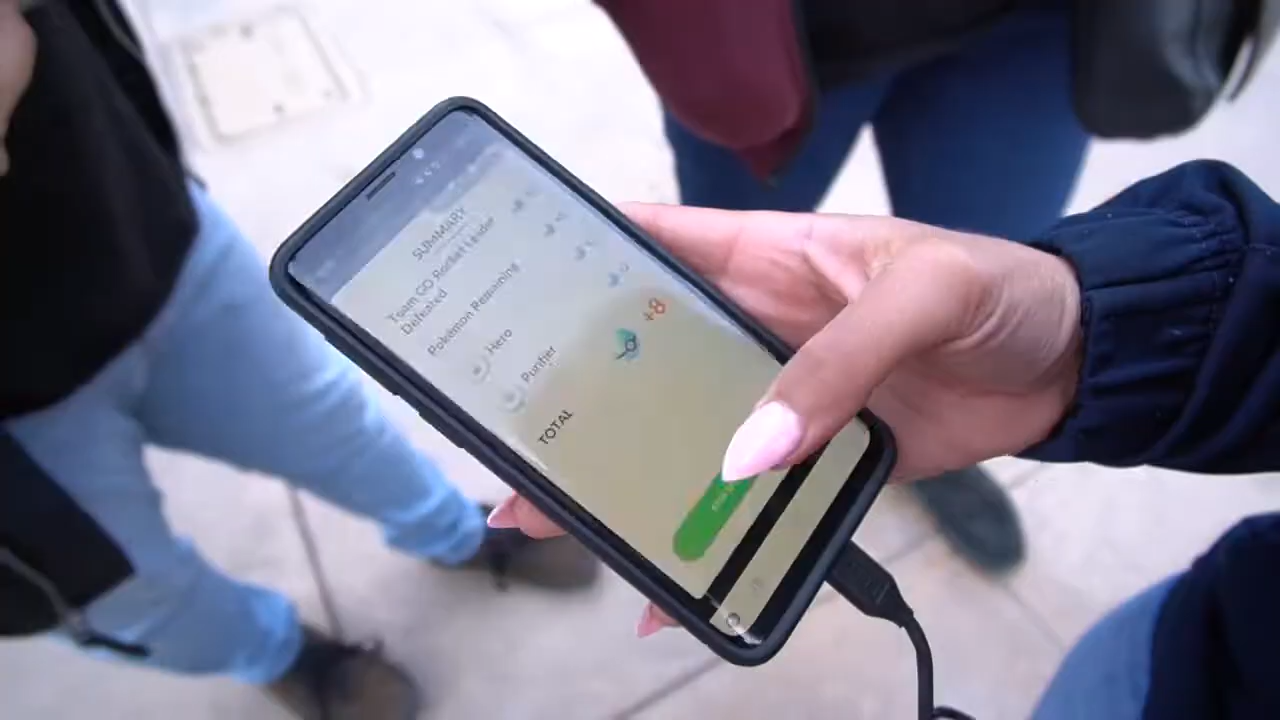 SUMMARY
Team GO Rocket Leader
Defeated
Pokémon Remaining
Hero
Purifier
TOTAL
+8